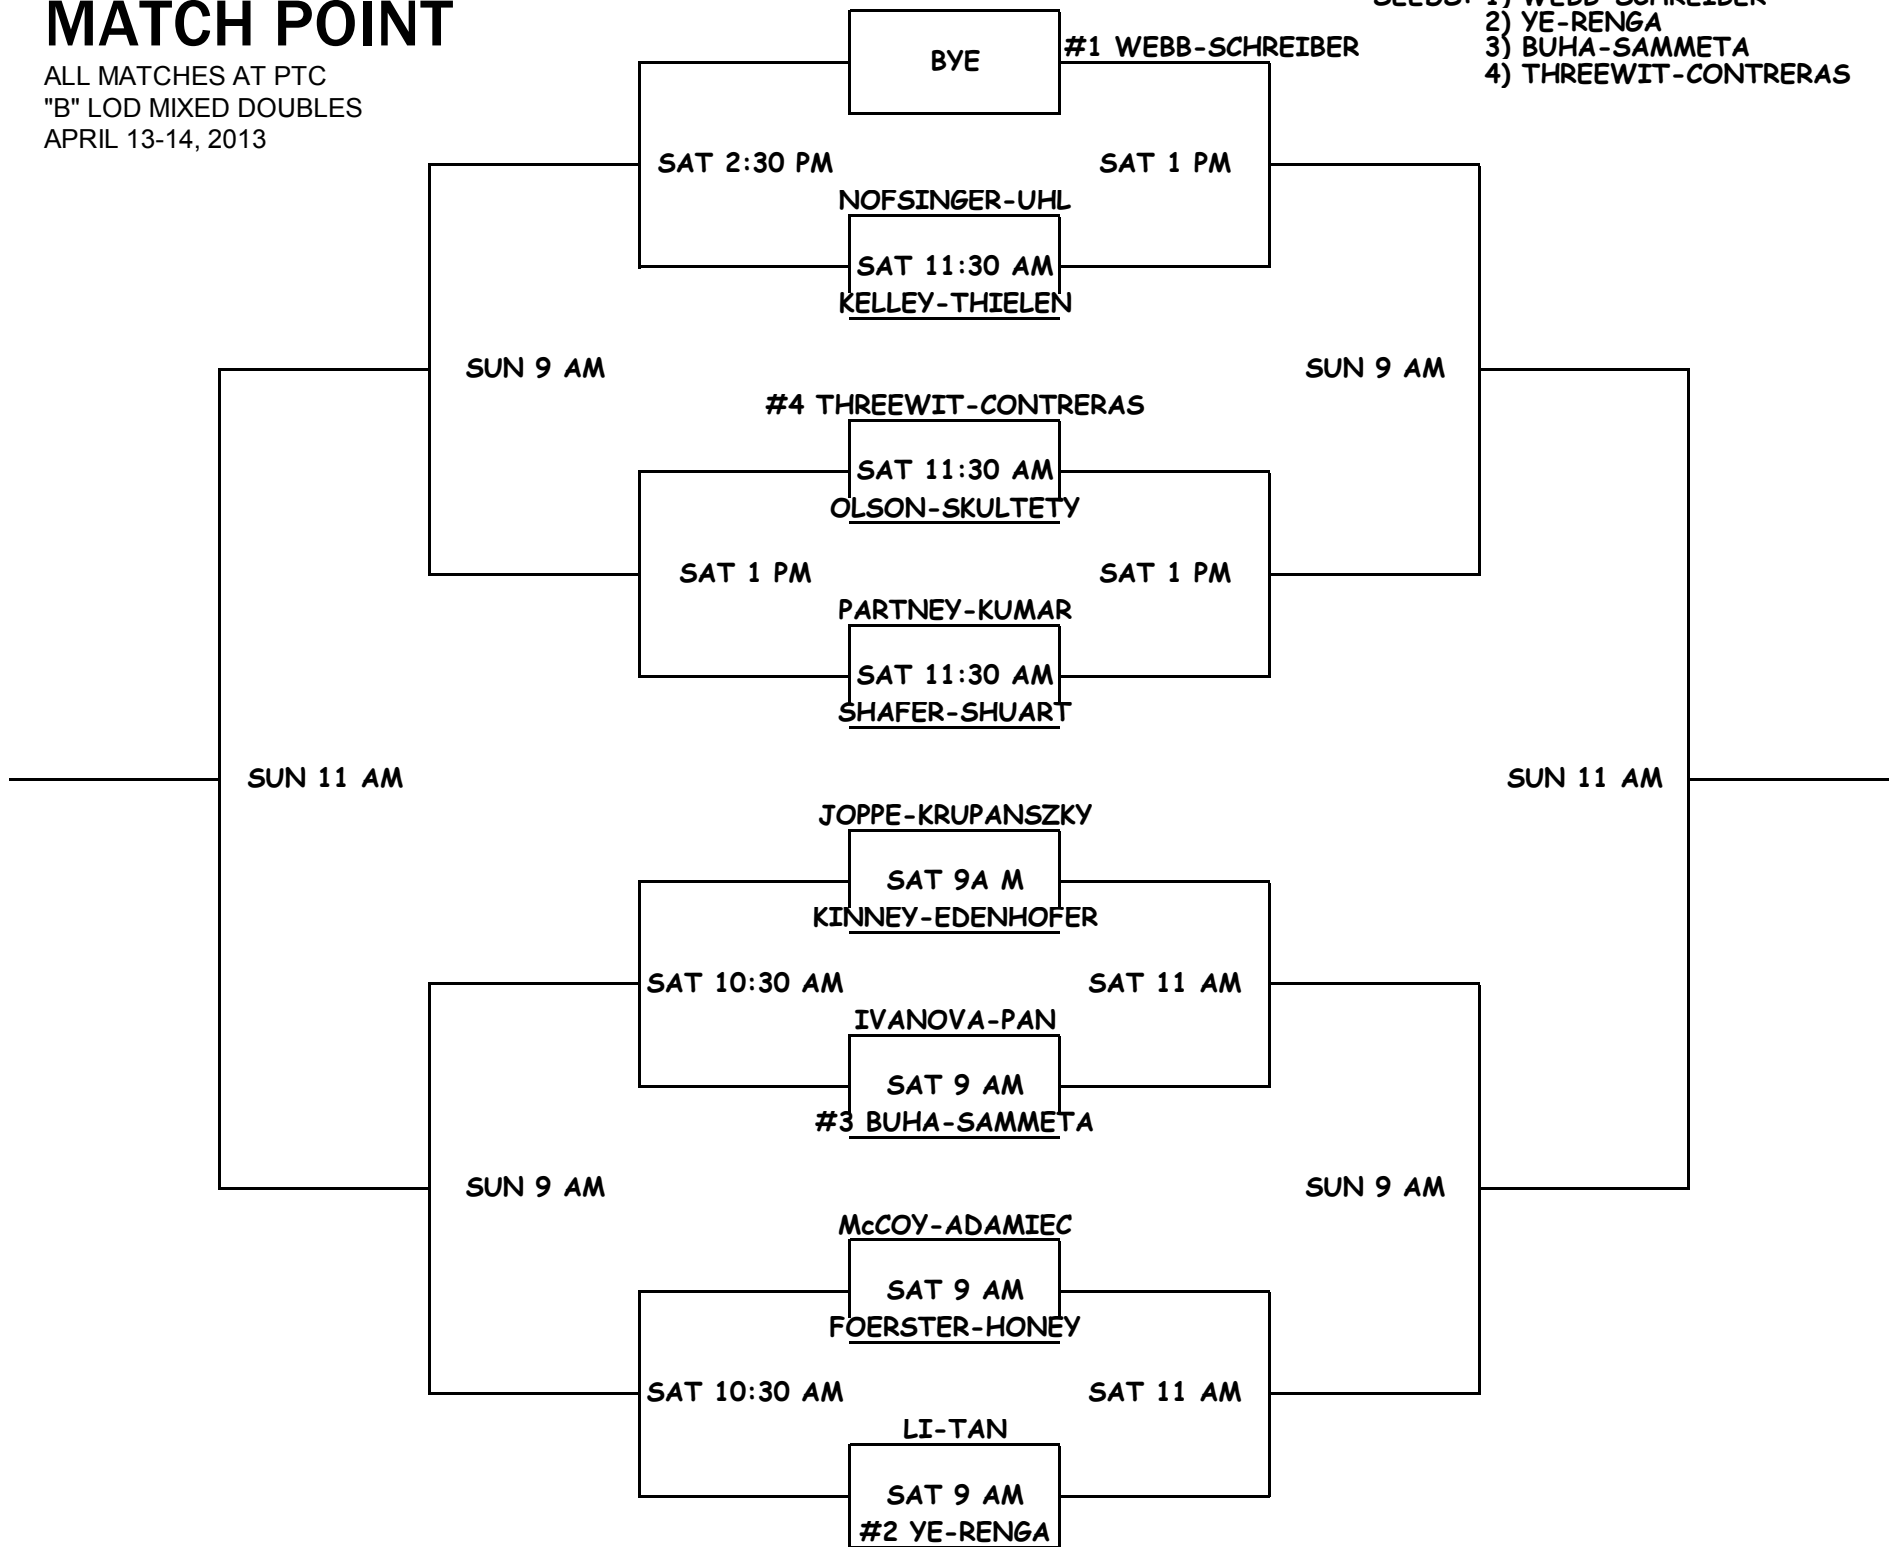 MATCH POINT
ALL MATCHES AT PTC
"B" LOD MIXED DOUBLES
APRIL 13-14, 2013
SEEDS: 1) WEBB-SCHREIBER
2) YE-RENGA
3) BUHA-SAMMETA
4) THREEWIT-CONTRERAS
BYE
#1 WEBB-SCHREIBER
SAT 2:30 PM
SAT 1 PM
NOFSINGER-UHL
SAT 11:30 AM
KELLEY-THIELEN
SUN 9 AM
SUN 9 AM
#4 THREEWIT-CONTRERAS
SAT 11:30 AM
OLSON-SKULTETY
SAT 1 PM
SAT 1 PM
PARTNEY-KUMAR
SAT 11:30 AM
SHAFER-SHUART
SUN 11 AM
SUN 11 AM
JOPPE-KRUPANSZKY
SAT 9A M
KINNEY-EDENHOFER
SAT 10:30 AM
SAT 11 AM
IVANOVA-PAN
SAT 9 AM
#3 BUHA-SAMMETA
SUN 9 AM
SUN 9 AM
McCOY-ADAMIEC
SAT 9 AM
FOERSTER-HONEY
SAT 10:30 AM
SAT 11 AM
LI-TAN
SAT 9 AM
#2 YE-RENGA